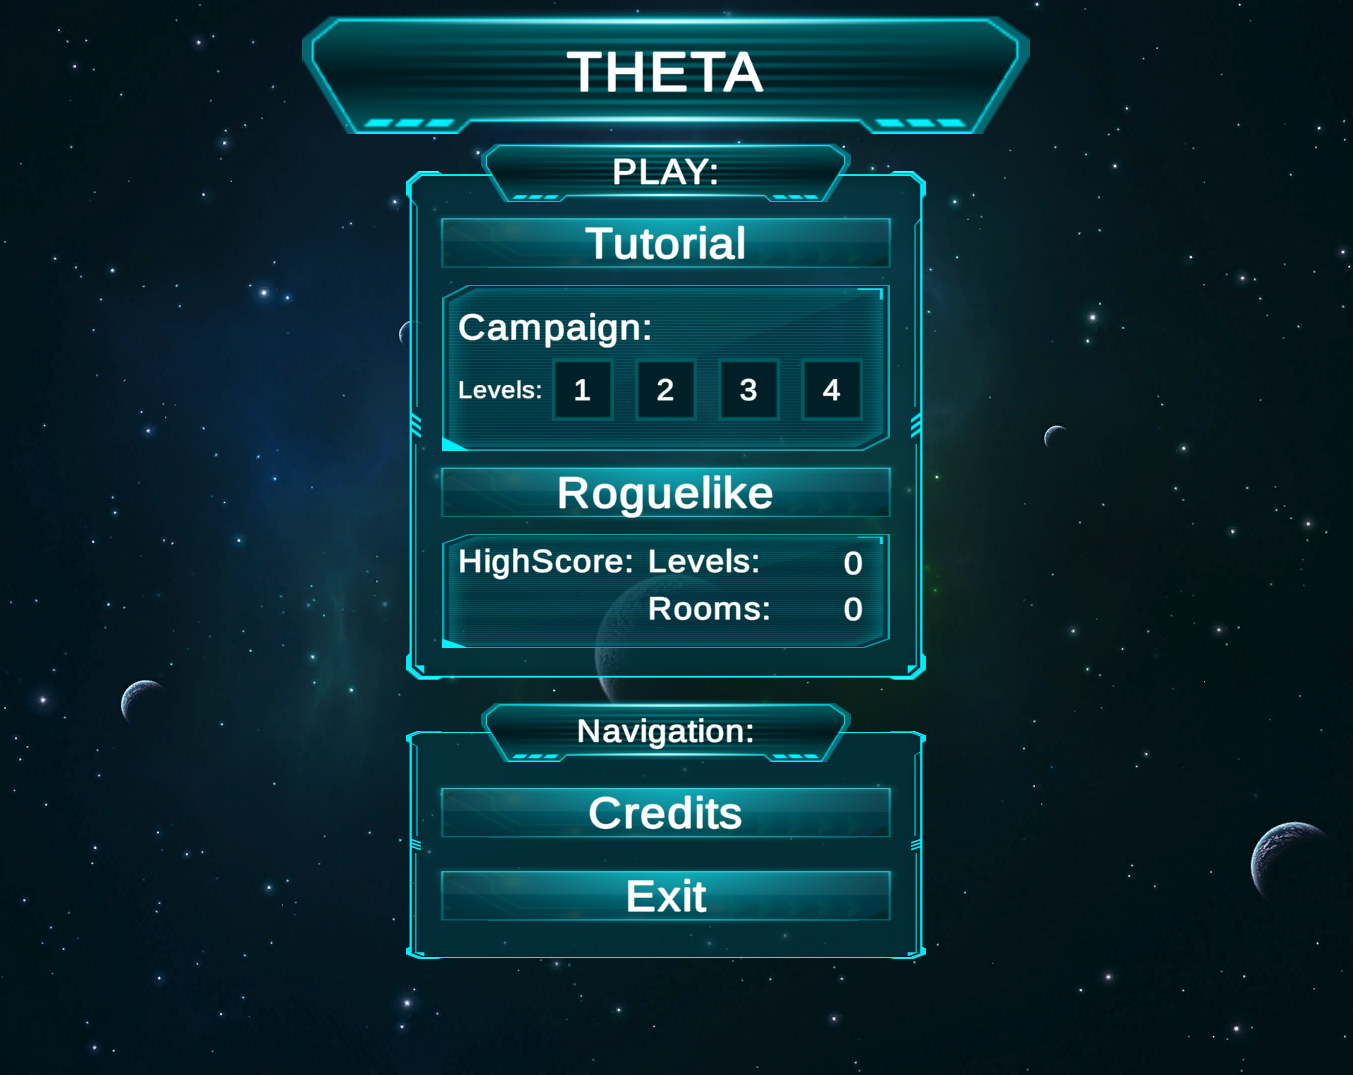 THETA
PLAY:
Tutorial
Campaign:
Levels: 1 2 3 4
Roguelike
HighScore: Levels: 0
Rooms: 0
Navigation:
Credits
Exit